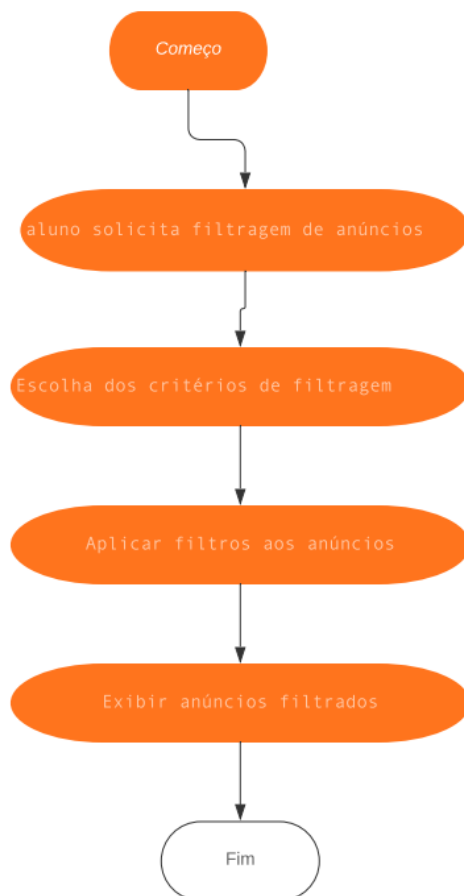 Começo
aluno solicita filtragem de anúncios
Escolha dos critérios de filtragem
Aplicar filtros aos anúncios
Exibir anúncios filtrados
Fim